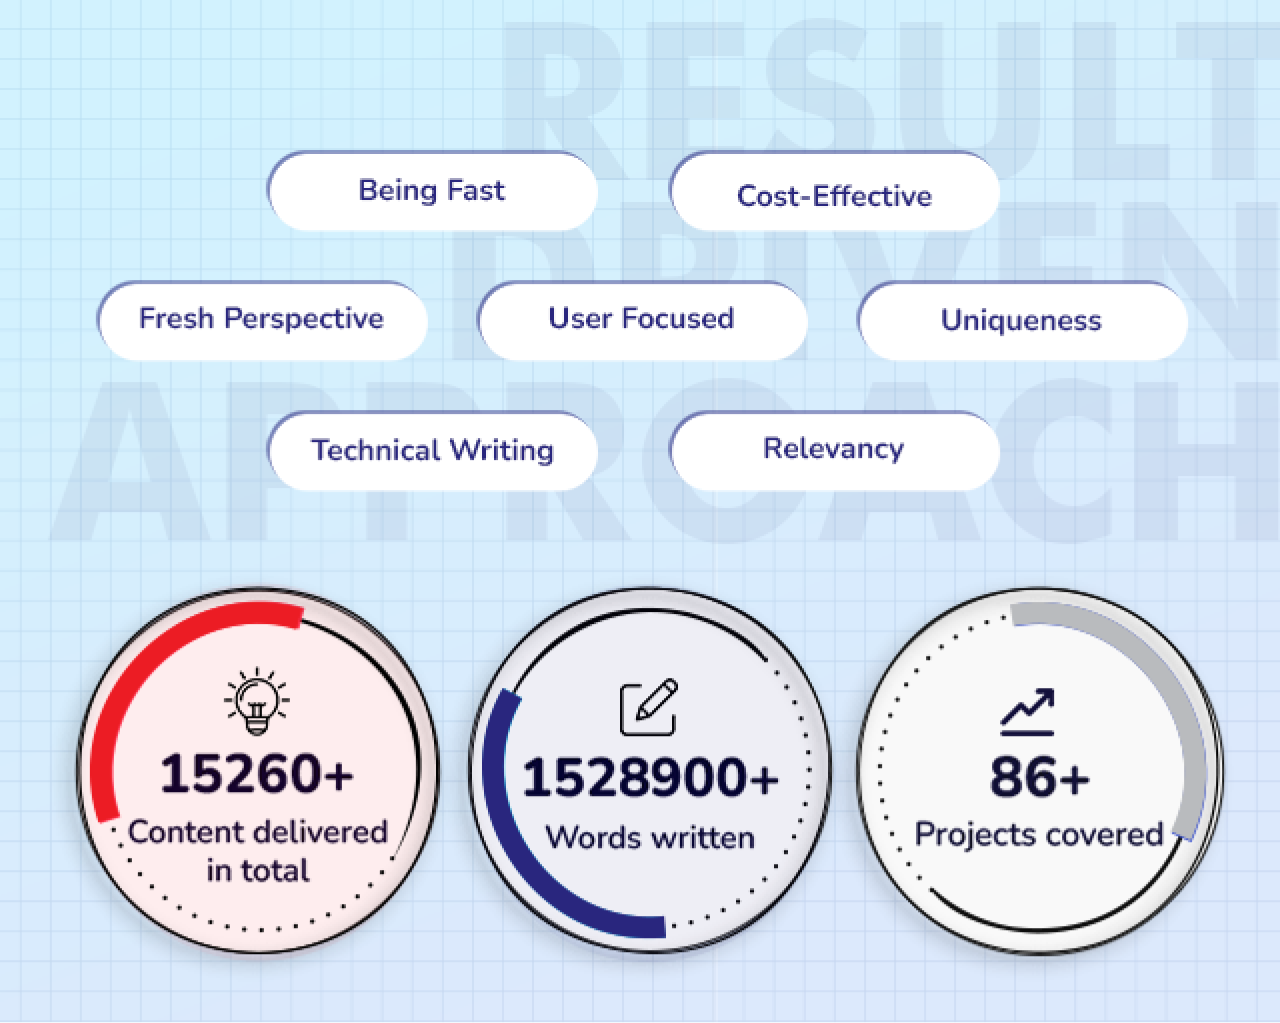 RESULT
DRIVEN
APPROACH
Being Fast
Cost-Effective
Fresh Perspective
User Focused
Uniqueness
Technical Writing
Relevancy
15260+
Content delivered
in total
1528900+
Words written
86+
Projects covered